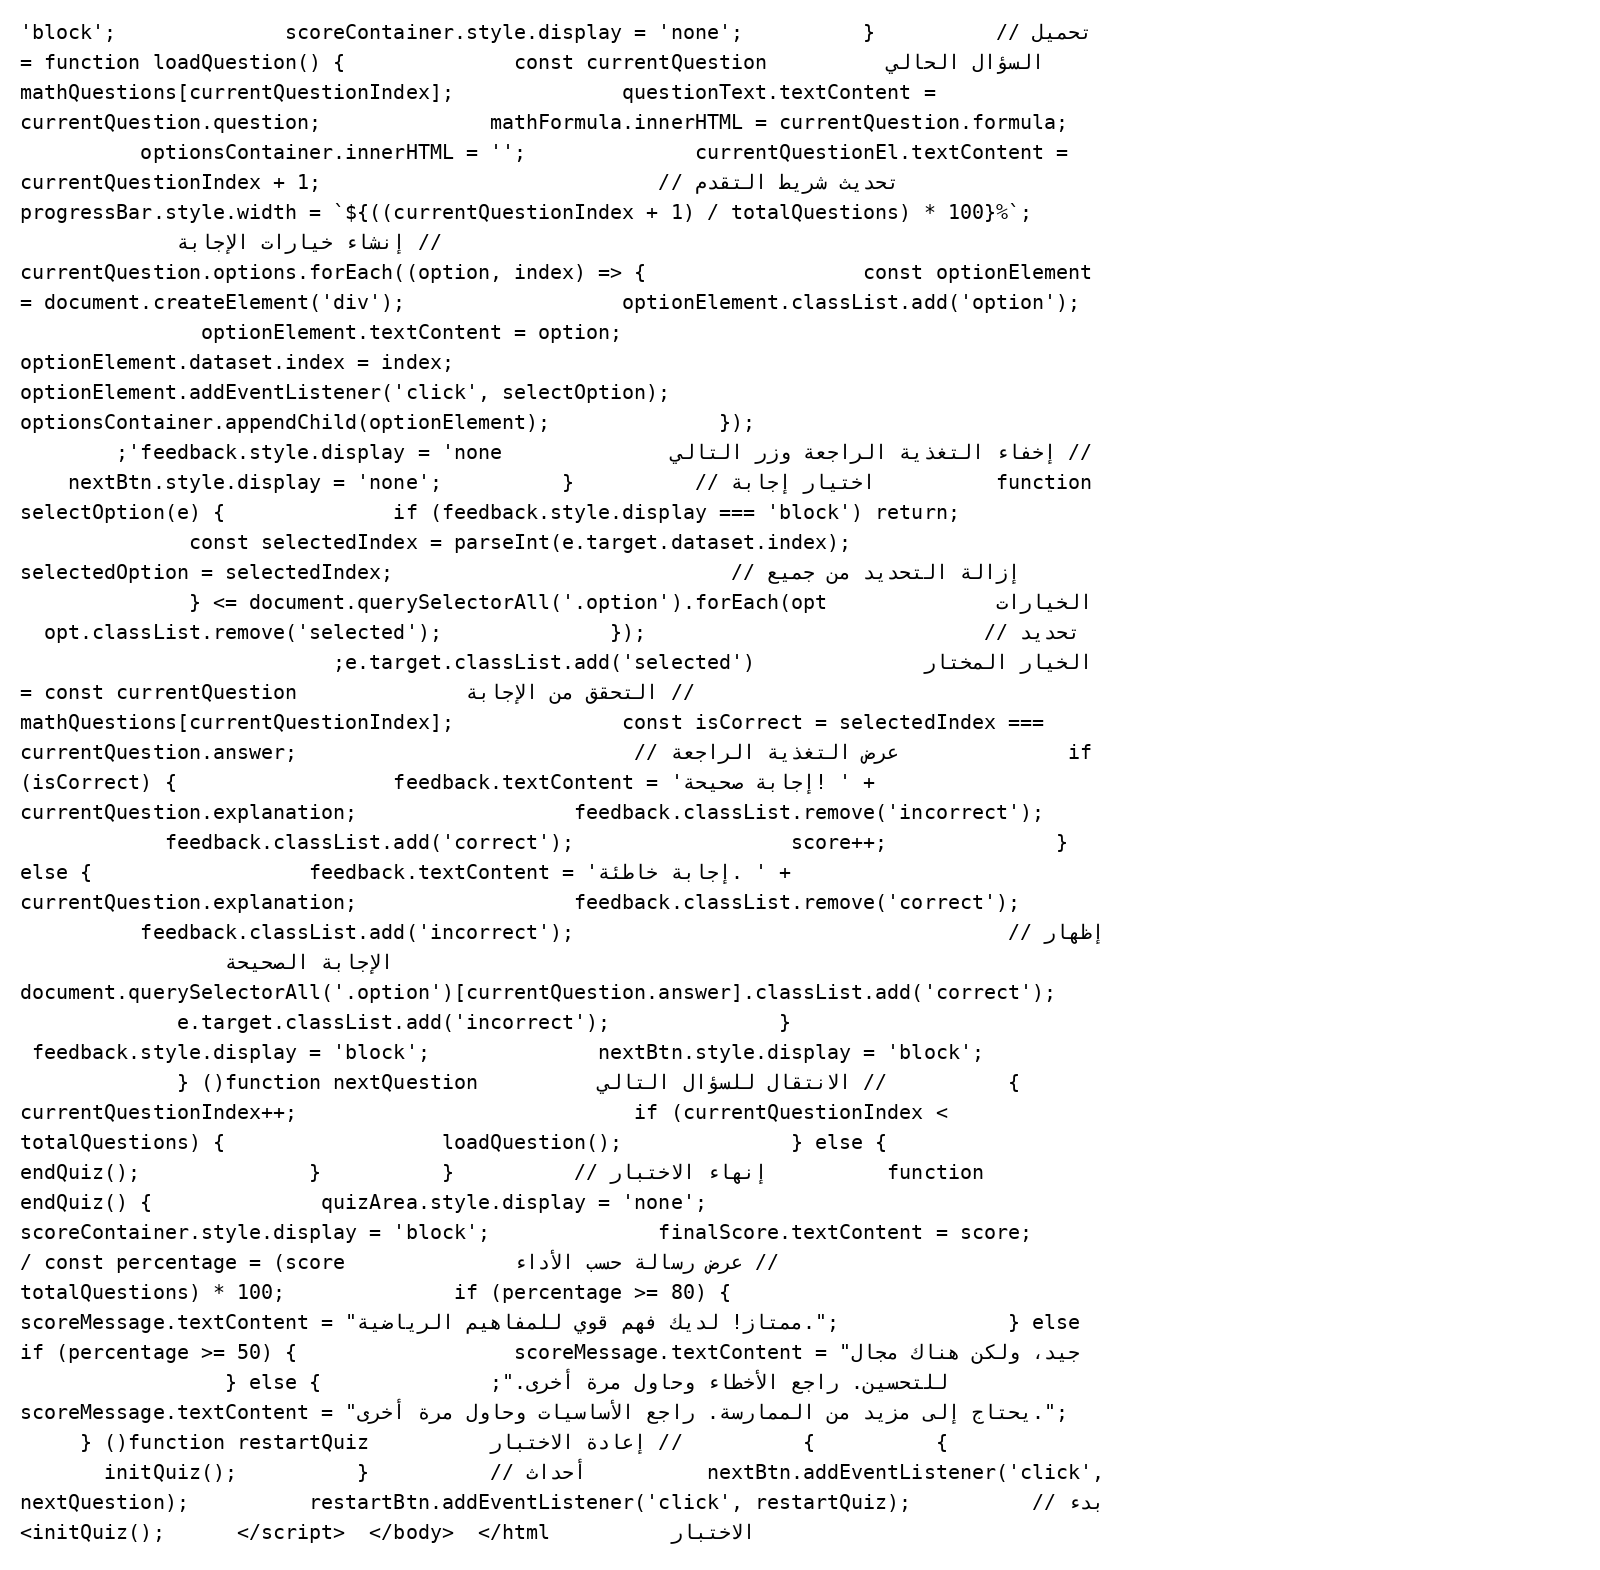 'block';              scoreContainer.style.display = 'none';          }          // تحميل
السؤال الحالي          function loadQuestion() {              const currentQuestion =
mathQuestions[currentQuestionIndex];              questionText.textContent =
currentQuestion.question;              mathFormula.innerHTML = currentQuestion.formula;
optionsContainer.innerHTML = '';              currentQuestionEl.textContent =
currentQuestionIndex + 1;                            // تحديث شريط التقدم
progressBar.style.width = `${((currentQuestionIndex + 1) / totalQuestions) * 100}%`;
// إنشاء خيارات الإجابة
currentQuestion.options.forEach((option, index) => {                  const optionElement
= document.createElement('div');                  optionElement.classList.add('option');
optionElement.textContent = option;
optionElement.dataset.index = index;
optionElement.addEventListener('click', selectOption);
optionsContainer.appendChild(optionElement);              });
// إخفاء التغذية الراجعة وزر التالي              feedback.style.display = 'none';
nextBtn.style.display = 'none';          }          // اختيار إجابة          function
selectOption(e) {              if (feedback.style.display === 'block') return;
const selectedIndex = parseInt(e.target.dataset.index);
selectedOption = selectedIndex;                            // إزالة التحديد من جميع
الخيارات              document.querySelectorAll('.option').forEach(opt => {
opt.classList.remove('selected');              });                            // تحديد
الخيار المختار              e.target.classList.add('selected');
// التحقق من الإجابة              const currentQuestion =
mathQuestions[currentQuestionIndex];              const isCorrect = selectedIndex ===
currentQuestion.answer;                            // عرض التغذية الراجعة              if
(isCorrect) {                  feedback.textContent = 'إجابة صحيحة! ' +
currentQuestion.explanation;                  feedback.classList.remove('incorrect');
feedback.classList.add('correct');                  score++;              }
else {                  feedback.textContent = 'إجابة خاطئة. ' +
currentQuestion.explanation;                  feedback.classList.remove('correct');
feedback.classList.add('incorrect');                                    // إظهار
الإجابة الصحيحة
document.querySelectorAll('.option')[currentQuestion.answer].classList.add('correct');
e.target.classList.add('incorrect');              }
feedback.style.display = 'block';              nextBtn.style.display = 'block';
}          // الانتقال للسؤال التالي          function nextQuestion() {
currentQuestionIndex++;                            if (currentQuestionIndex <
totalQuestions) {                  loadQuestion();              } else {
endQuiz();              }          }          // إنهاء الاختبار          function
endQuiz() {              quizArea.style.display = 'none';
scoreContainer.style.display = 'block';              finalScore.textContent = score;
// عرض رسالة حسب الأداء              const percentage = (score /
totalQuestions) * 100;              if (percentage >= 80) {
scoreMessage.textContent = "ممتاز! لديك فهم قوي للمفاهيم الرياضية.";              } else
if (percentage >= 50) {                  scoreMessage.textContent = "جيد، ولكن هناك مجال
للتحسين. راجع الأخطاء وحاول مرة أخرى.";              } else {
scoreMessage.textContent = "يحتاج إلى مزيد من الممارسة. راجع الأساسيات وحاول مرة أخرى.";
}          }          // إعادة الاختبار          function restartQuiz() {
initQuiz();          }          // أحداث          nextBtn.addEventListener('click',
nextQuestion);          restartBtn.addEventListener('click', restartQuiz);          // بدء
الاختبار          initQuiz();      </script>  </body>  </html>